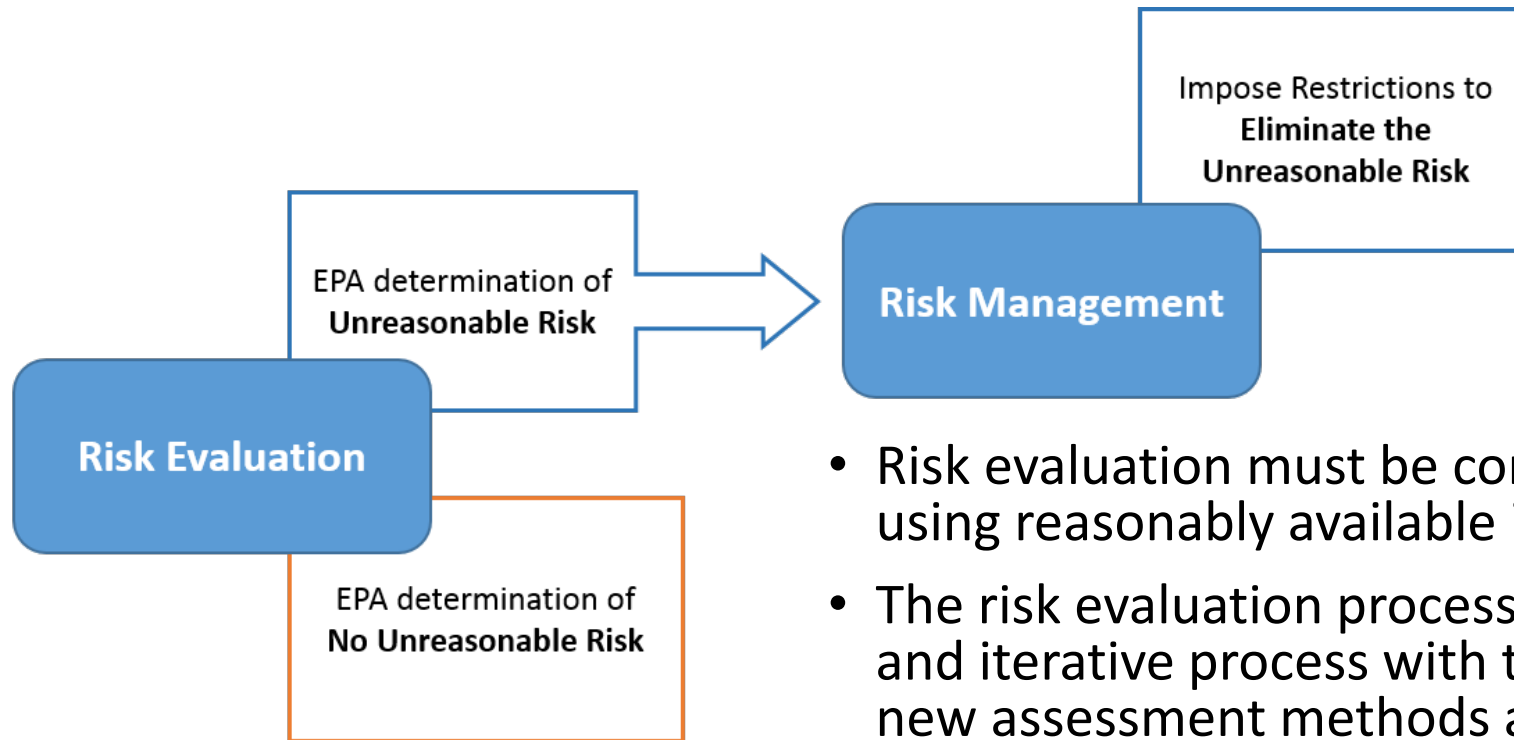 Impose Restrictions to
Eliminate the
Unreasonable Risk
EPA determination of
Unreasonable Risk
Risk Management
Risk Evaluation
EPA determination of
No Unreasonable Risk
• Risk evaluation must be
using reasonably available
• The risk evaluation process
and iterative process with
new assessment methods